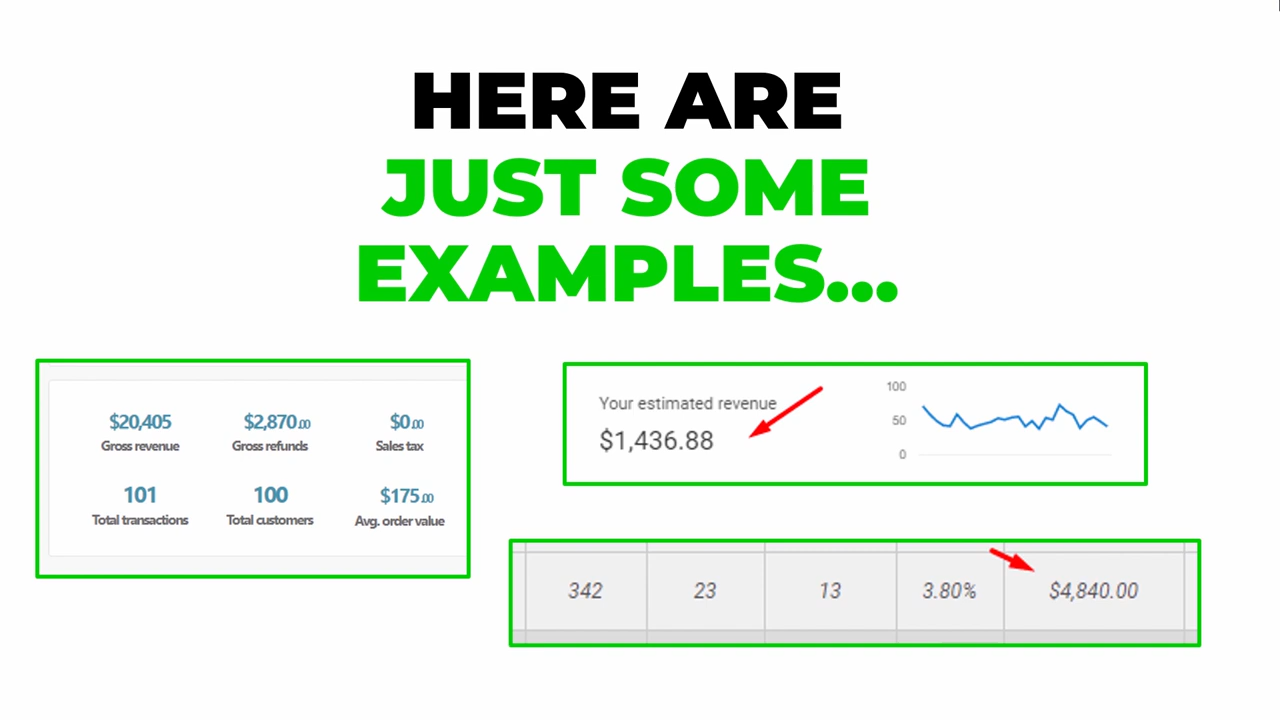 HERE ARE
JUST SOME
EXAMPLES...
$20,405 $2,870.00 $0.00
Gross revenue Gross refunds Sales tax
101 100 $175.00
Total transactions Total customers Avg. order value
Your estimated revenue
$1,436.88
100
50
0
342 23 13 3.80% $4,840.00